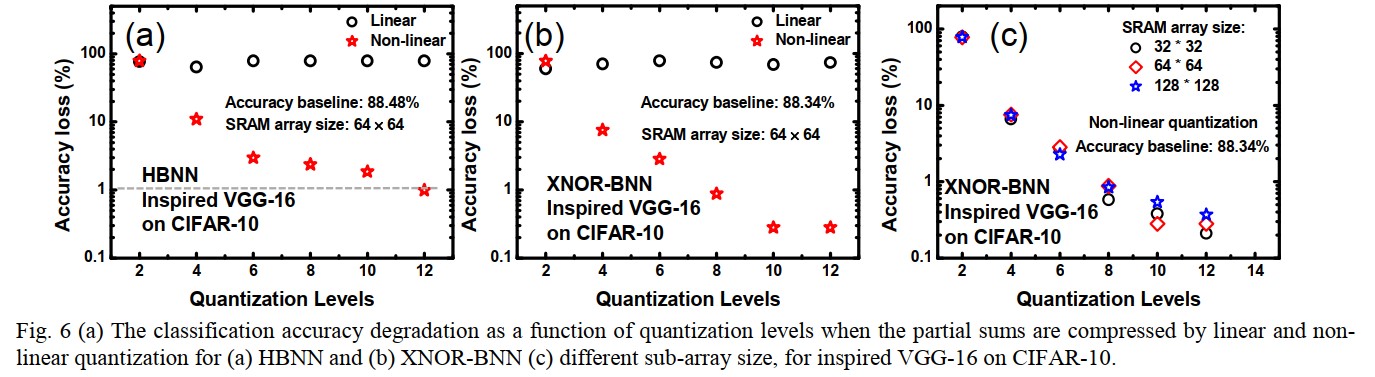 (a)
Linear
Non-linear
Accuracy loss (%)
100
10
1
0.1
Accuracy baseline: 88.48%
SRAM array size: 64 × 64
HBNN
Inspired VGG-16
on CIFAR-10
2 4 6 8 10 12
Quantization Levels
(b)
Linear
Non-linear
Accuracy loss (%)
100
10
1
0.1
Accuracy baseline: 88.34%
SRAM array size: 64 × 64
XNOR-BNN
Inspired VGG-16
on CIFAR-10
2 4 6 8 10 12
Quantization Levels
(c)
SRAM array size:
32 * 32
64 * 64
128 * 128
Accuracy loss (%)
100
10
1
0.1
Non-linear quantization
Accuracy baseline: 88.34%
XNOR-BNN
Inspired VGG-16
on CIFAR-10
2 4 6 8 10 12 14
Quantization Levels
Fig. 6 (a) The classification accuracy degradation as a function of quantization levels when the partial sums are compressed by linear and non-
linear quantization for (a) HBNN and (b) XNOR-BNN (c) different sub-array size, for inspired VGG-16 on CIFAR-10.